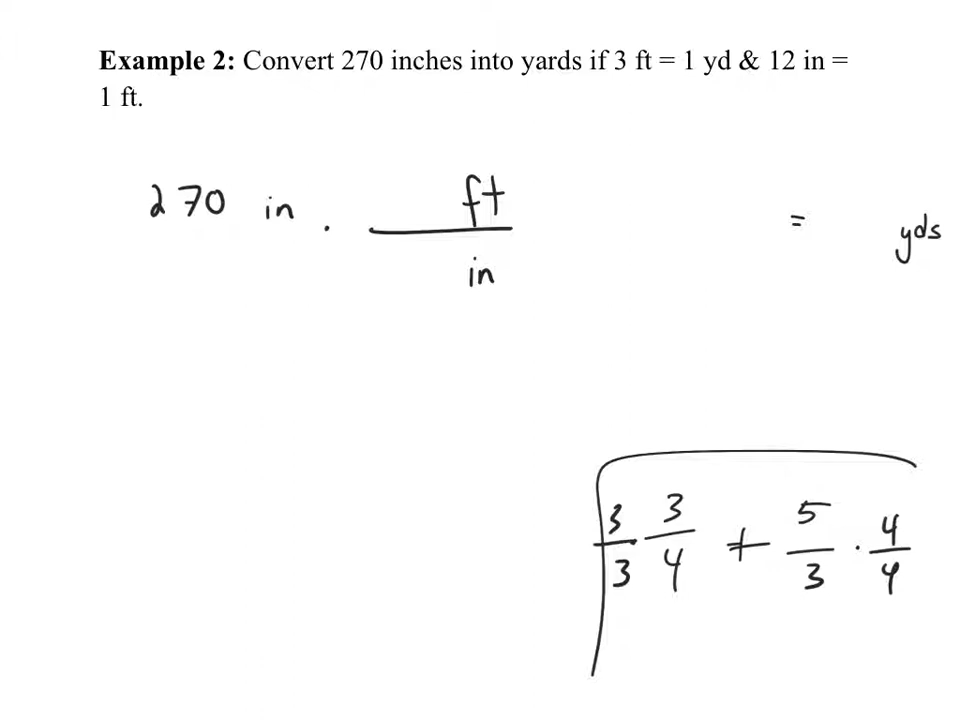 Example 2: Convert 270 inches into yards if 3 ft = 1 yd & 12 in =
1 ft.
270 in . ft = yds
in
3 3 + 5 . 4
3 4 3 4